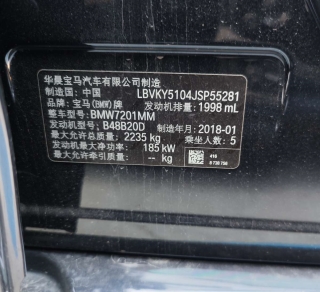 华晨宝马汽车有限公司制造
制造国：中国 LBVKY5104JSP55281
品牌：宝马(BMW)牌 发动机排量：1998 mL
整车型号：BMW7201MM
发动机型号：B48B20D 制造年月：2018-01
最大允许总质量：2235 kg 乘坐人数：5
发动机最大净功率：185 kW
最大允许牵引质量：-- kg